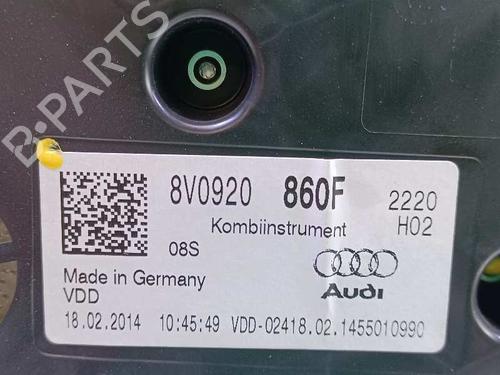 B-PARTS
8V0920 860F 2220
Kombiinstrument H02
08S
Made in Germany
VDD Audi
18.02.2014 10:45:49 VDD-02418.02.1455010990